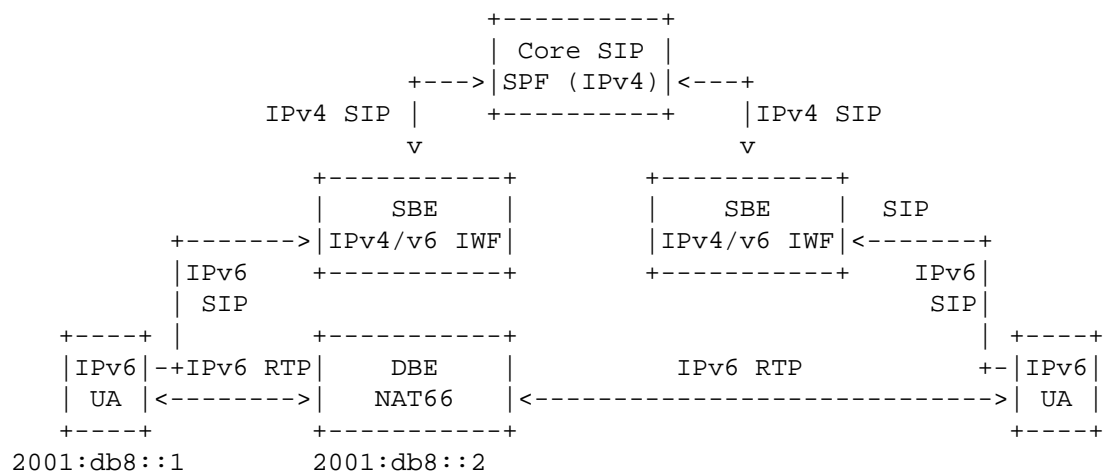 +-----------+
| Core SIP |
+--->|SPF (IPv4)|<---+
IPv4 SIP | +----------+ |IPv4 SIP
v v
+-----------+ +-----------+
| SBE | | SBE | SIP
+------->|IPv4/v6 IWF| |IPv4/v6 IWF|<-------+
|IPv6 +-----------+ +-----------+ IPv6|
| SIP SIP|
+----+ | +-----------+ | +----+
|IPv6|-+IPv6 RTP| DBE | IPv6 RTP +-|IPv6|
| UA |<-------->| NAT66 |<---------------------------->| UA |
+----+ +-----------+ +----+
2001:db8::1 2001:db8::2